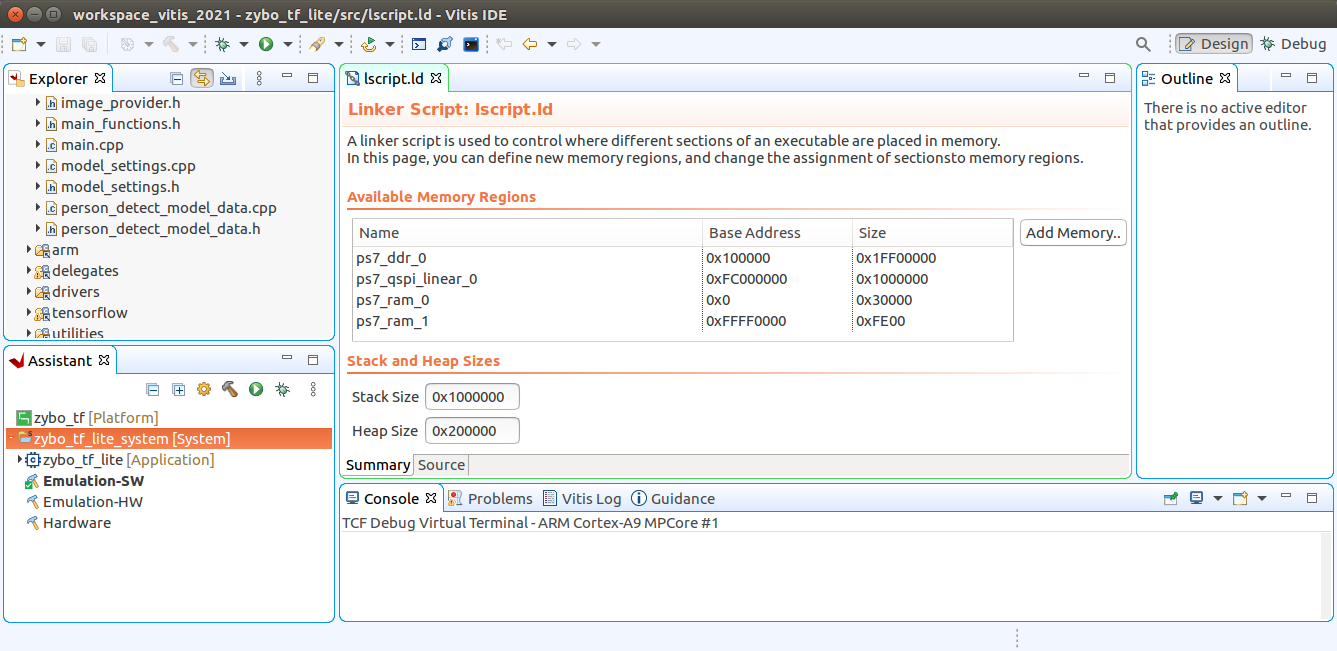 workspace_vitis_2021 - zybo_tf_lite/src/lscript.ld - Vitis IDE
Design
Debug
Explorer
image_provider.h
main_functions.h
main.cpp
model_settings.cpp
model_settings.h
person_detect_model_data.cpp
person_detect_model_data.h
arm
delegates
drivers
tensorflow
utilities
Assistant
zybo_tf [Platform]
zybo_tf_lite_system [System]
zybo_tf_lite [Application]
Emulation-SW
Emulation-HW
Hardware
lscript.ld
Linker Script: lscript.ld
A linker script is used to control where different sections of an executable are placed in memory.
In this page, you can define new memory regions, and change the assignment of sectionsto memory regions.
Available Memory Regions
Name Base Address Size
ps7_ddr_0 0x100000 0x1FF00000
ps7_qspi_linear_0 0xFC000000 0x1000000
ps7_ram_0 0x0 0x30000
ps7_ram_1 0xFFFF0000 0xFE00
Add Memory..
Stack and Heap Sizes
Stack Size 0x1000000
Heap Size 0x200000
Summary Source
Console Problems Vitis Log Guidance
TCF Debug Virtual Terminal - ARM Cortex-A9 MPCore #1
Outline
There is no active editor
that provides an outline.